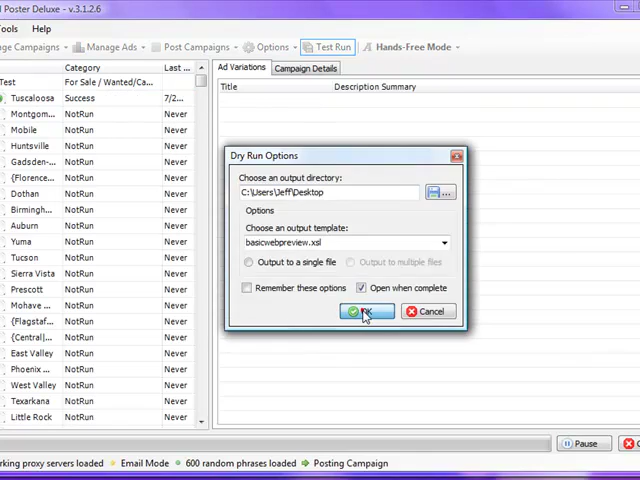 Poster Deluxe - v.3.1.2.6
Tools Help
Manage Campaigns Manage Ads Post Campaigns Options Test Run Hands-Free Mode
Category Last ...
Ad Variations Campaign Details
Test For Sale / Wanted/Ca...
Title Description Summary
Tuscaloosa Success 7/2...
Montgom... NotRun Never
Mobile NotRun Never
Huntsville NotRun Never
Gadsden-... NotRun Never
{Florence... NotRun Never
Dothan NotRun Never
Birmingh... NotRun Never
Auburn NotRun Never
Yuma NotRun Never
Tucson NotRun Never
Sierra Vista NotRun Never
Prescott NotRun Never
Mohave ... NotRun Never
{Flagstaf... NotRun Never
{Central|... NotRun Never
East Valley NotRun Never
Phoenix ... NotRun Never
West Valley NotRun Never
Texarkana NotRun Never
Little Rock NotRun Never
Dry Run Options
Choose an output directory:
C:\Users\Jeff\Desktop
...
Options
Choose an output template:
basicwebpreview.xsl
Output to a single file Output to multiple files
Remember these options Open when complete
OK Cancel
Pause
working proxy servers loaded Email Mode 600 random phrases loaded Posting Campaign